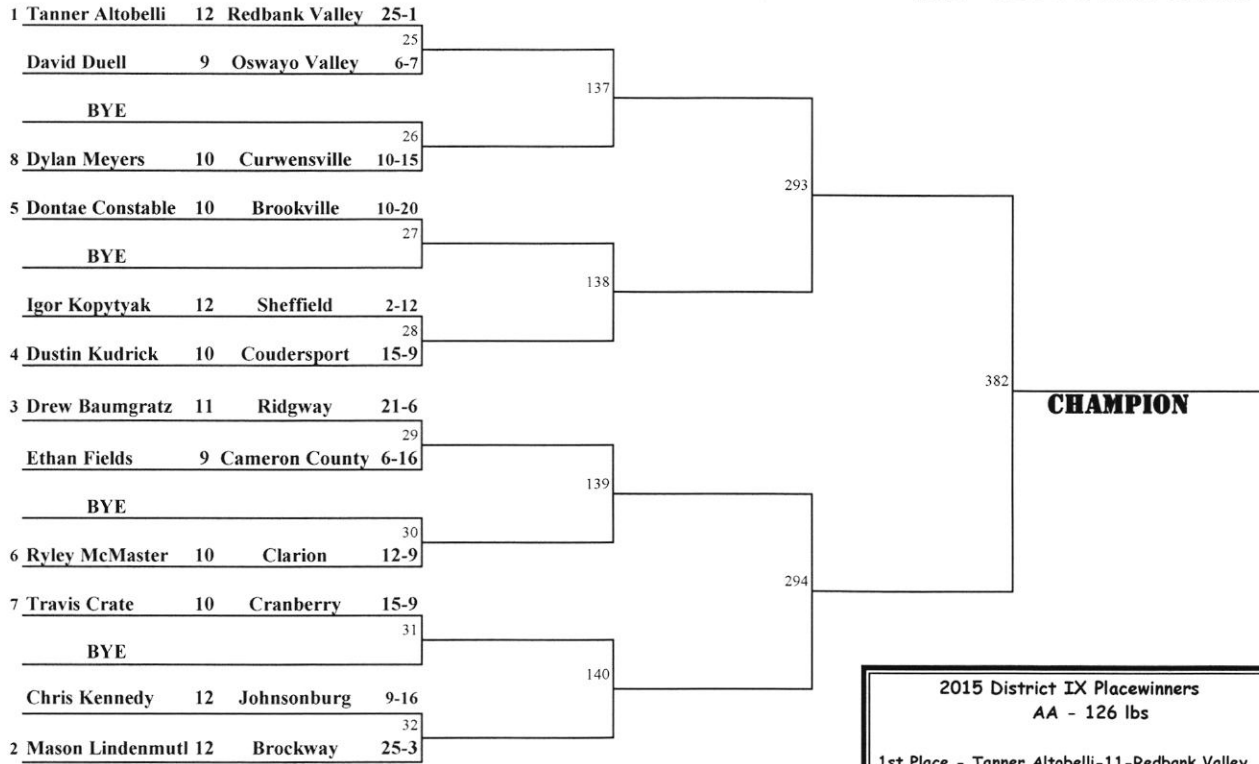 1 Tanner Altobelli 12 Redbank Valley 25-1
25
David Duell 9 Oswayo Valley 6-7
137
BYE
26
8 Dylan Meyers 10 Curwensville 10-15
293
5 Dontae Constable 10 Brookville 10-20
27
BYE
138
Igor Kopytyak 12 Sheffield 2-12
28
4 Dustin Kudrick 10 Coudersport 15-9
382
3 Drew Baumgratz 11 Ridgway 21-6
CHAMPION
29
Ethan Fields 9 Cameron County 6-16
139
BYE
30
6 Ryley McMaster 10 Clarion 12-9
294
7 Travis Crate 10 Cranberry 15-9
31
BYE
140
2015 District IX Placewinners
Chris Kennedy 12 Johnsonburg 9-16
AA - 126 lbs
32
2 Mason Lindenmutl 12 Brockway 25-3
1st Place - Tanner Altobelli-11-Redbank Valley